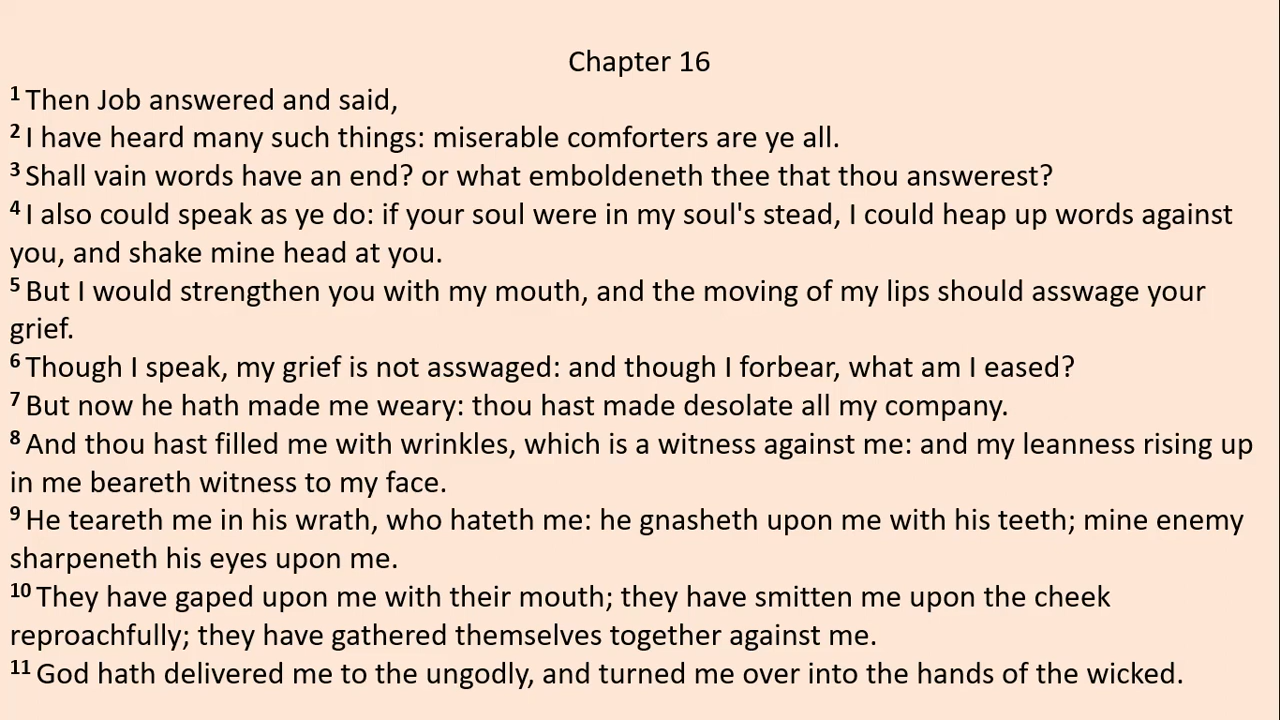 Chapter 16
1 Then Job answered and said,
2 I have heard many such things: miserable comforters are ye all.
3 Shall vain words have an end? or what emboldeneth thee that thou answerest?
4 I also could speak as ye do: if your soul were in my soul's stead, I could heap up words against
you, and shake mine head at you.
5 But I would strengthen you with my mouth, and the moving of my lips should asswage your
grief.
6 Though I speak, my grief is not asswaged: and though I forbear, what am I eased?
7 But now he hath made me weary: thou hast made desolate all my company.
8 And thou hast filled me with wrinkles, which is a witness against me: and my leanness rising up
in me beareth witness to my face.
9 He teareth me in his wrath, who hateth me: he gnasheth upon me with his teeth; mine enemy
sharpeneth his eyes upon me.
10 They have gaped upon me with their mouth; they have smitten me upon the cheek
reproachfully; they have gathered themselves together against me.
11 God hath delivered me to the ungodly, and turned me over into the hands of the wicked.